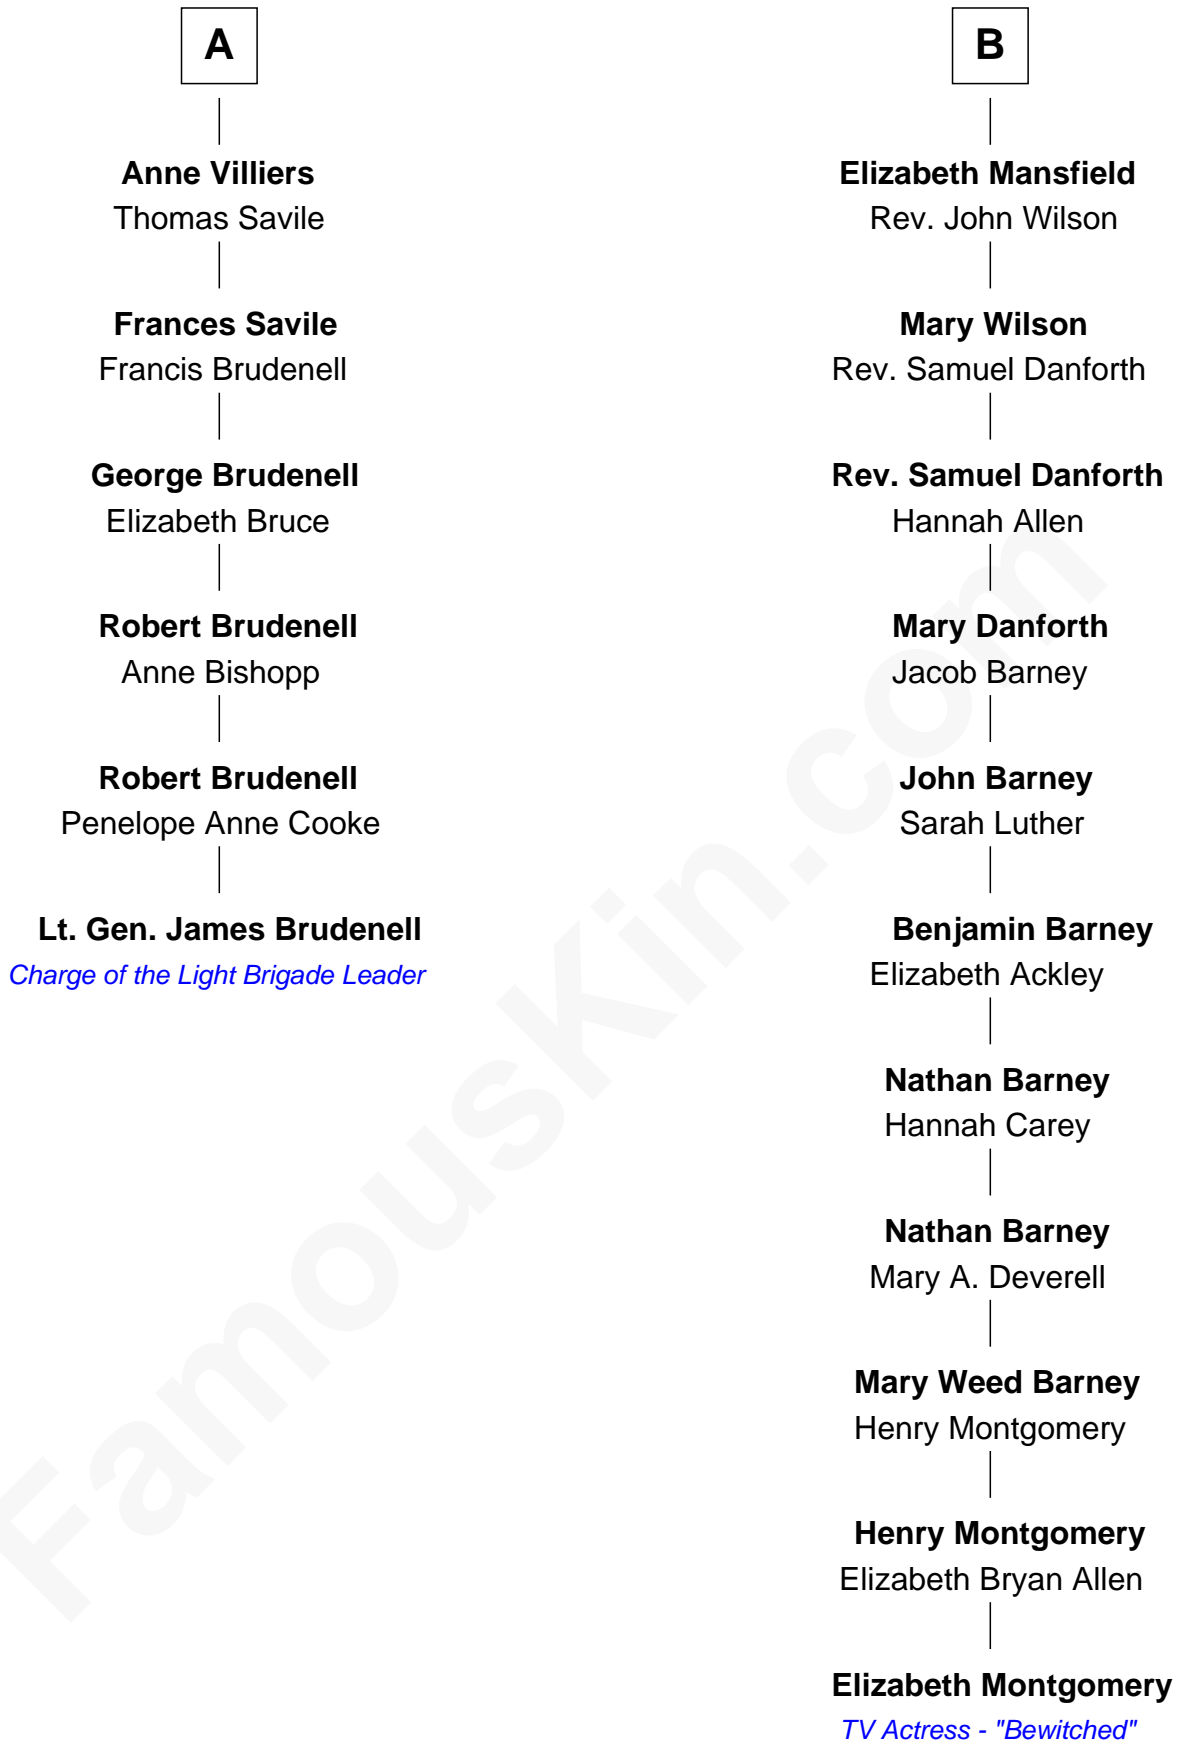 A
Anne Villiers
Thomas Savile
Frances Savile
Francis Brudenell
George Brudenell
Elizabeth Bruce
Robert Brudenell
Anne Bishopp
Robert Brudenell
Penelope Anne Cooke
Lt. Gen. James Brudenell
Charge of the Light Brigade Leader
B
Elizabeth Mansfield
Rev. John Wilson
Mary Wilson
Rev. Samuel Danforth
Rev. Samuel Danforth
Hannah Allen
Mary Danforth
Jacob Barney
John Barney
Sarah Luther
Benjamin Barney
Elizabeth Ackley
Nathan Barney
Hannah Carey
Nathan Barney
Mary A. Deverell
Mary Weed Barney
Henry Montgomery
Henry Montgomery
Elizabeth Bryan Allen
Elizabeth Montgomery
TV Actress - "Bewitched"
FamousKin.com